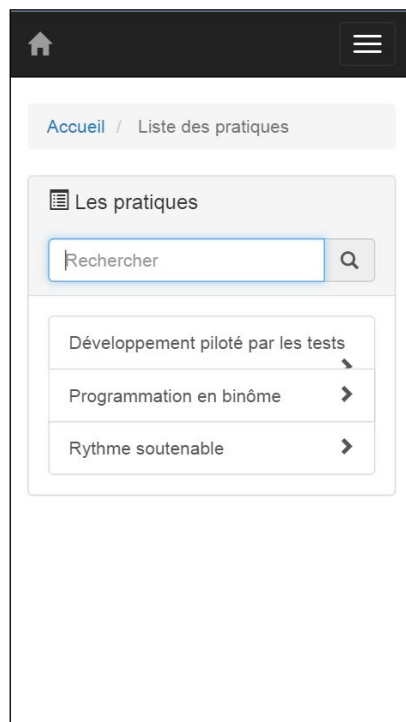 Accueil / Liste des pratiques
Les pratiques
Rechercher
Développement piloté par les tests
Programmation en binôme
Rythme soutenable